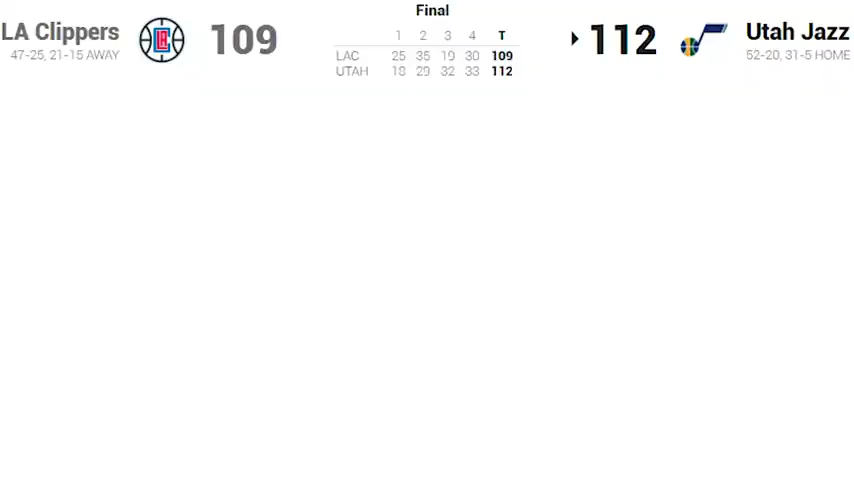 Final
LA Clippers
47-25, 21-15 AWAY
109
1 2 3 4 T
LAC 25 35 19 30 109
UTAH 18 29 32 33 112
112
Utah Jazz
52-20, 31-5 HOME